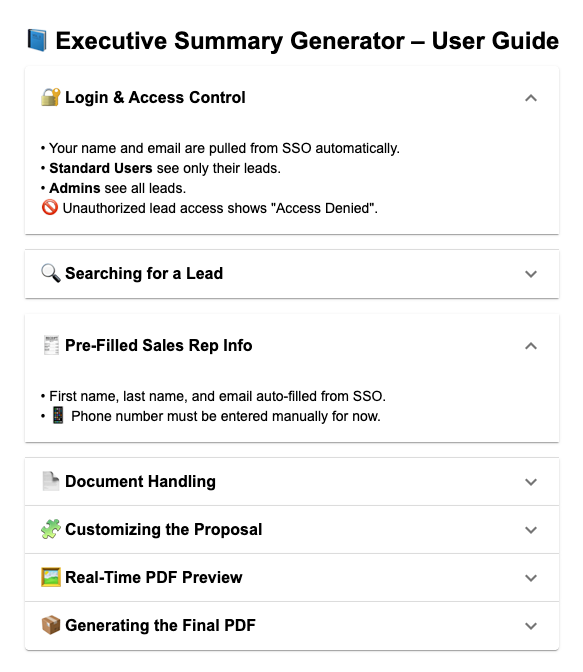 📘 Executive Summary Generator – User Guide
🔐 Login & Access Control
• Your name and email are pulled from SSO automatically.
• Standard Users see only their leads.
• Admins see all leads.
🚫 Unauthorized lead access shows "Access Denied".
🔍 Searching for a Lead
🧾 Pre-Filled Sales Rep Info
• First name, last name, and email auto-filled from SSO.
• 📱 Phone number must be entered manually for now.
📄 Document Handling
🧩 Customizing the Proposal
🖼️ Real-Time PDF Preview
📦 Generating the Final PDF